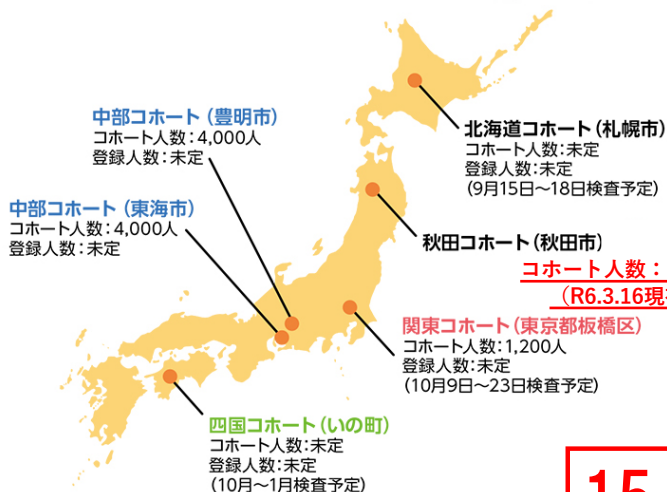 中部コホート（豊明市）
コホート人数：4,000人
登録人数：未定
中部コホート（東海市）
コホート人数：4,000人
登録人数：未定
北海道コホート（札幌市）
コホート人数：未定
登録人数：未定
(9月15日～18日検査予定)
秋田コホート（秋田市）
コホート人数：
（R6.3.16現
関東コホート（東京都板橋区）
コホート人数：1,200人
登録人数：未定
(10月9日～23日検査予定)
四国コホート（いの町）
コホート人数：未定
登録人数：未定
(10月～1月検査予定)
15